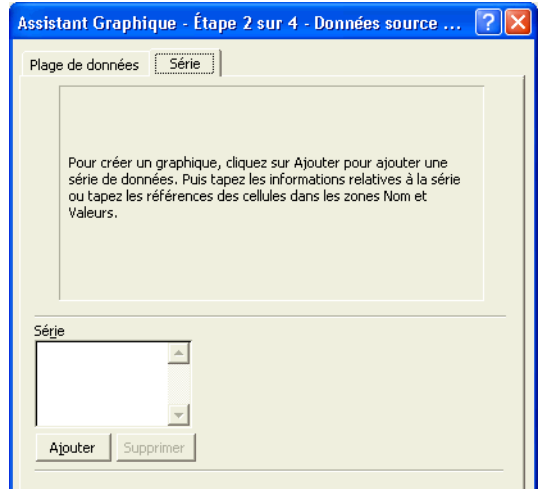 Assistant Graphique - Étape 2 sur 4 - Données source ...
Plage de données
Série
Pour créer un graphique, cliquez sur Ajouter pour ajouter une
série de données. Puis tapez les informations relatives à la série
ou tapez les références des cellules dans les zones Nom et
Valeurs.
Série
Ajouter
Supprimer